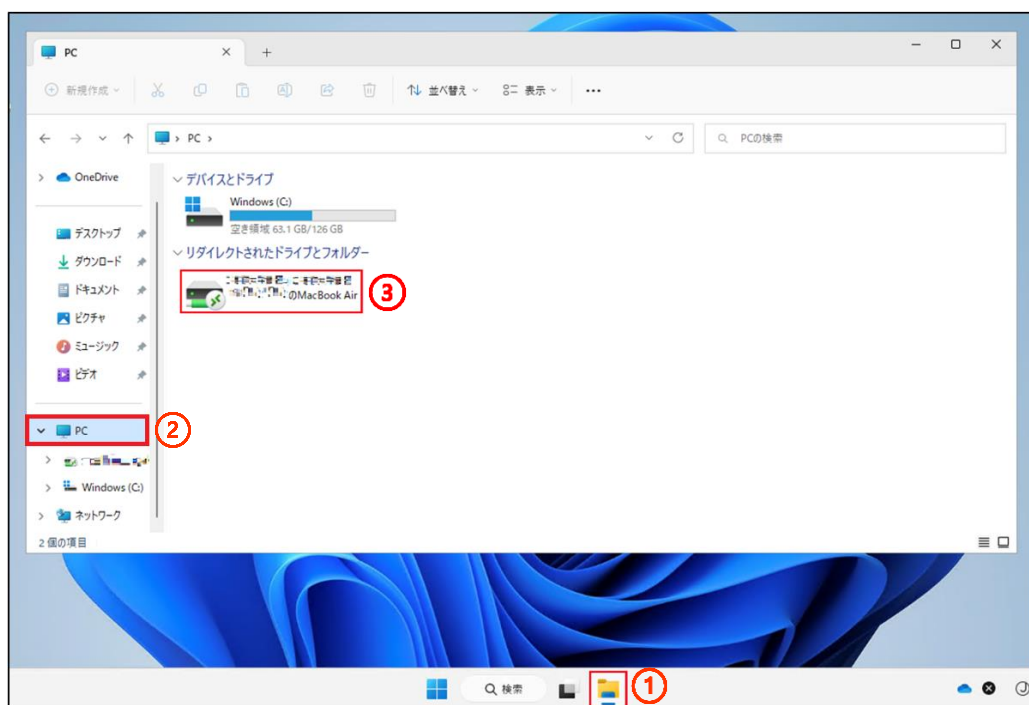 PC
新規作成
並べ替え
表示
PC
PCの検索
OneDrive
デスクトップ
ダウンロード
ドキュメント
ピクチャ
ミュージック
ビデオ
PC
②
Windows (C:)
ネットワーク
デバイスとドライブ
Windows (C:)
空き領域 63.1 GB/126 GB
リダイレクトされたドライブとフォルダー
のMacBook Air
③
2 個の項目
検索
①